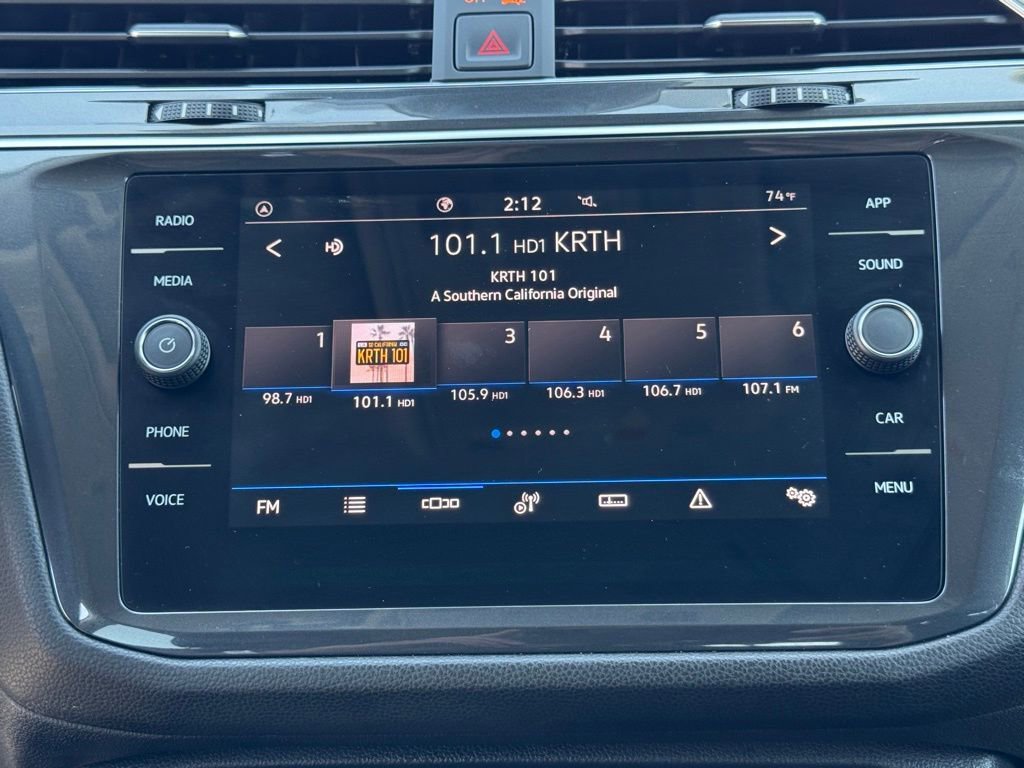 OFF
RADIO
MEDIA
PHONE
VOICE
2:12
74°F
HD
101.1 HD1 KRTH
KRTH 101
A Southern California Original
1
KRTH 101
3
4
5
6
98.7 HD1
101.1 HD1
105.9 HD1
106.3 HD1
106.7 HD1
107.1 FM
FM
APP
SOUND
CAR
MENU